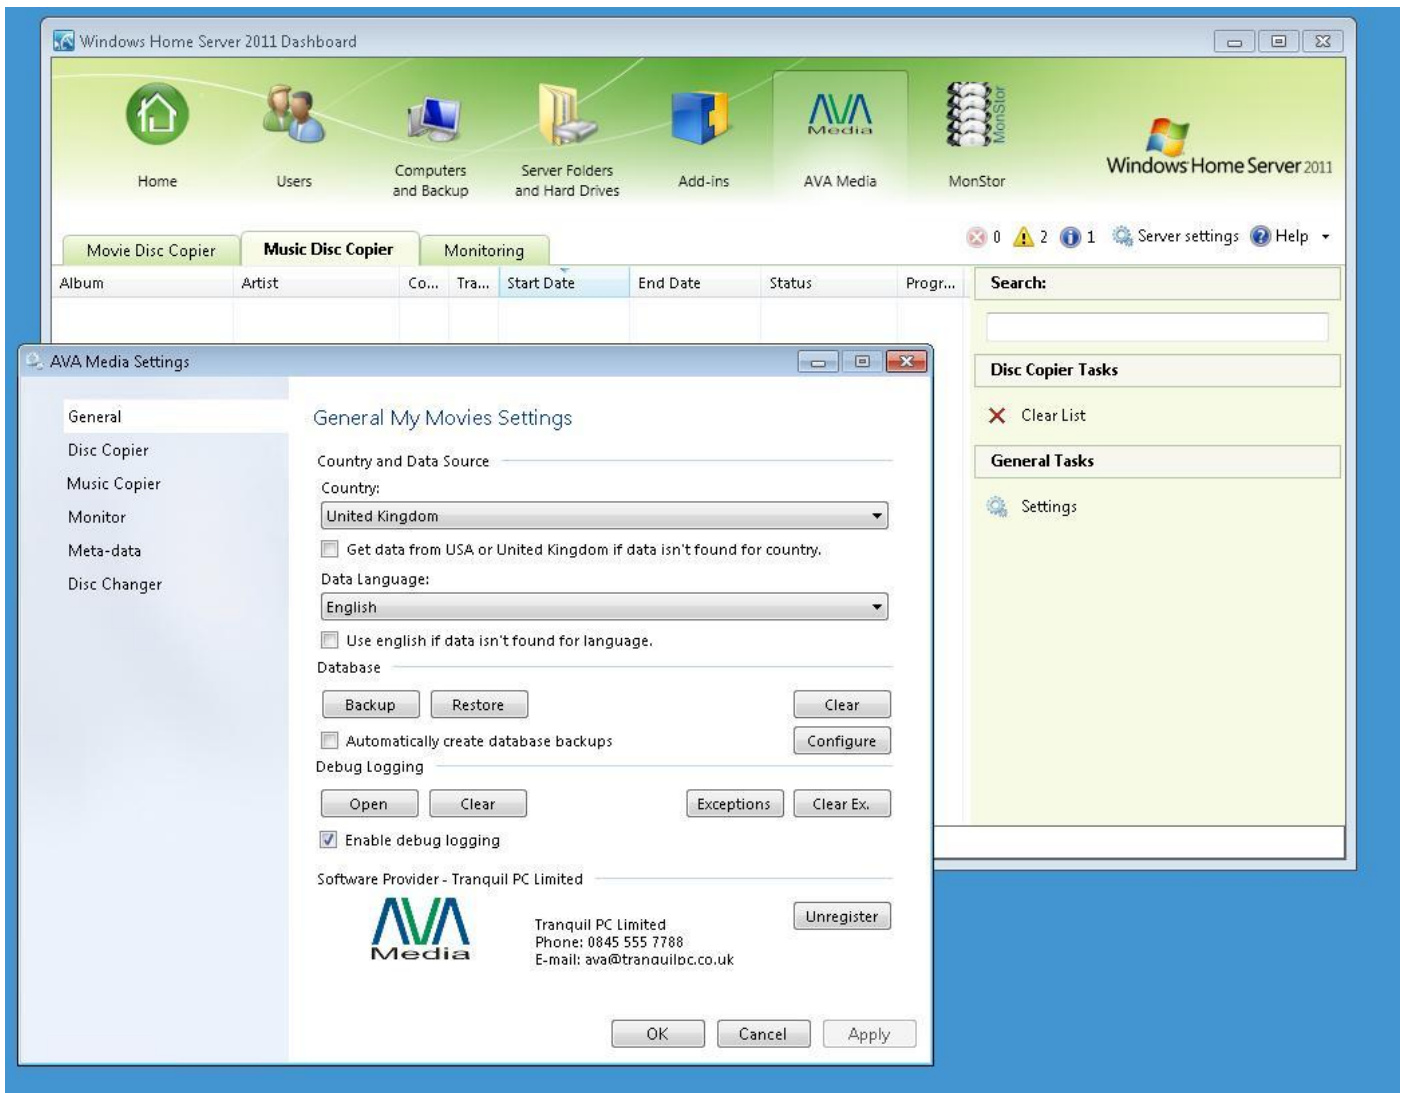 Windows Home Server 2011 Dashboard
Home
Users
Computers
and Backup
Server Folders
and Hard Drives
Add-ins
AVA
Media
AVA Media
MonStor
MonStor
Windows Home Server 2011
Movie Disc Copier
Music Disc Copier
Monitoring
0 2 1 Server settings Help
Album Artist Co... Tra... Start Date End Date Status Progr...
Search:
Disc Copier Tasks
Clear List
General Tasks
Settings
AVA Media Settings
General
Disc Copier
Music Copier
Monitor
Meta-data
Disc Changer
General My Movies Settings
Country and Data Source
Country:
United Kingdom
Get data from USA or United Kingdom if data isn't found for country.
Data Language:
English
Use english if data isn't found for language.
Database
Backup Restore Clear
Automatically create database backups Configure
Debug Logging
Open Clear Exceptions Clear Ex.
Enable debug logging
Software Provider - Tranquil PC Limited
AVA
Media
Tranquil PC Limited
Phone: 0845 555 7788
E-mail: ava@tranquilpc.co.uk
Unregister
OK Cancel Apply